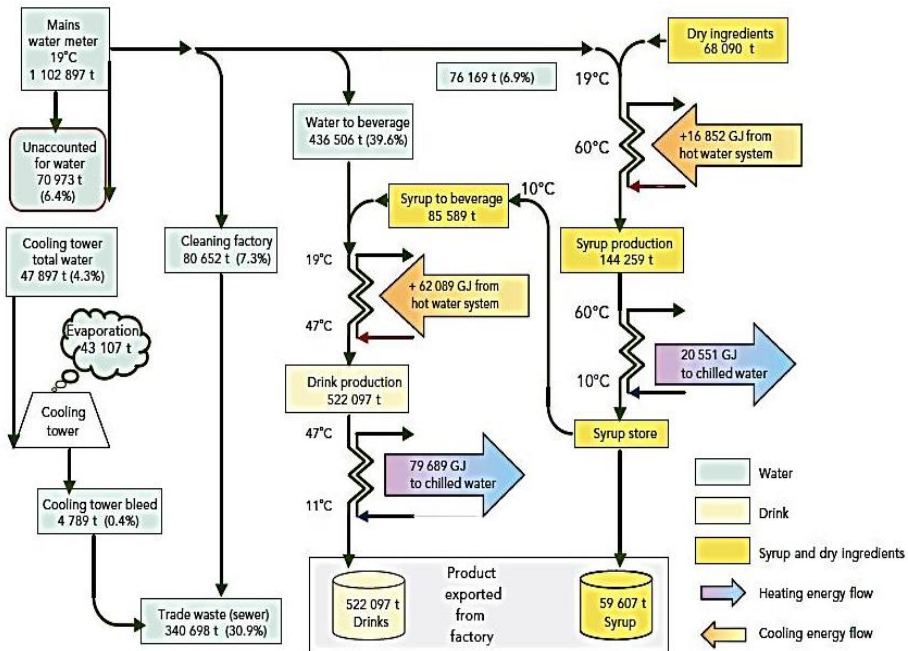 Mains
water meter
19°C
1 102 897 t
Unaccounted
for water
70 973 t
(6.4%)
Cooling tower
total water
47 897 t (4.3%)
Evaporation
43 107 t
Cooling
tower
Cooling tower bleed
4 789 t (0.4%)
Cleaning factory
80 652 t (7.3%)
Trade waste (sewer)
340 698 t (30.9%)
Water to beverage
436 506 t (39.6%)
76 169 t (6.9%)
Dry ingredients
68 090 t
19°C
60°C
+16 852 GJ from
hot water system
Syrup to beverage
85 589 t
10°C
Syrup production
144 259 t
19°C
47°C
+ 62 089 GJ from
hot water system
60°C
10°C
20 551 GJ
to chilled water
Drink production
522 097 t
Syrup store
47°C
11°C
79 689 GJ
to chilled water
522 097 t
Drinks
Product
exported
from
factory
59 607 t
Syrup
Water
Drink
Syrup and dry ingredients
Heating energy flow
Cooling energy flow